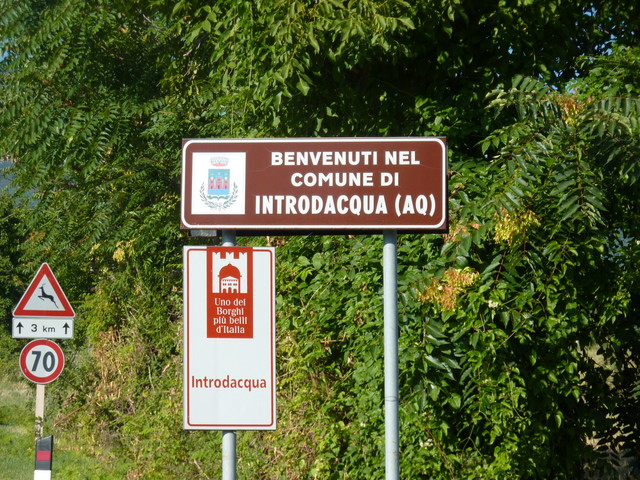 BENVENUTI NEL
COMUNE DI
INTRODACQUA (AQ)
Uno dei
Borghi
più belli
d'Italia
Introdacqua
3 km
70